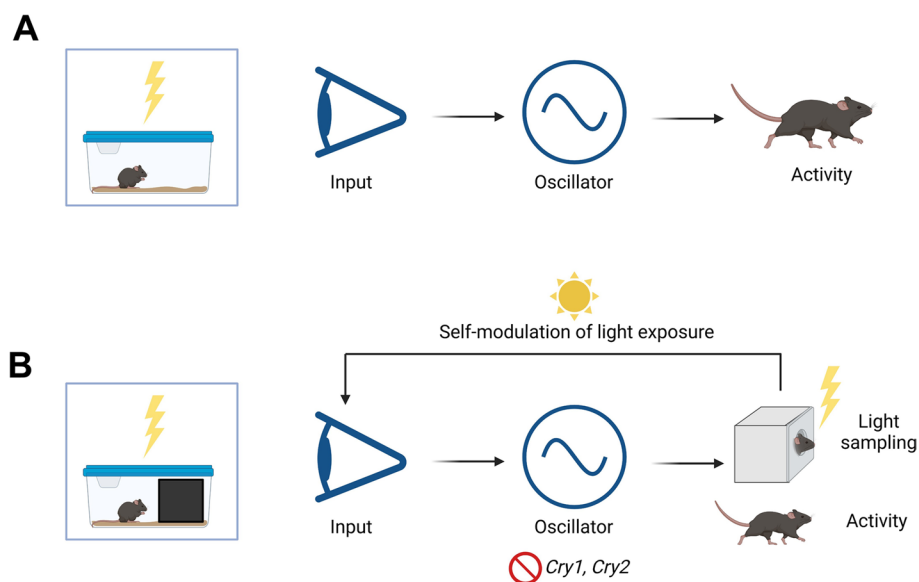 A
Input
Oscillator
Activity
Self-modulation of light exposure
B
Light
sampling
Input
Oscillator
Activity
Cry1, Cry2